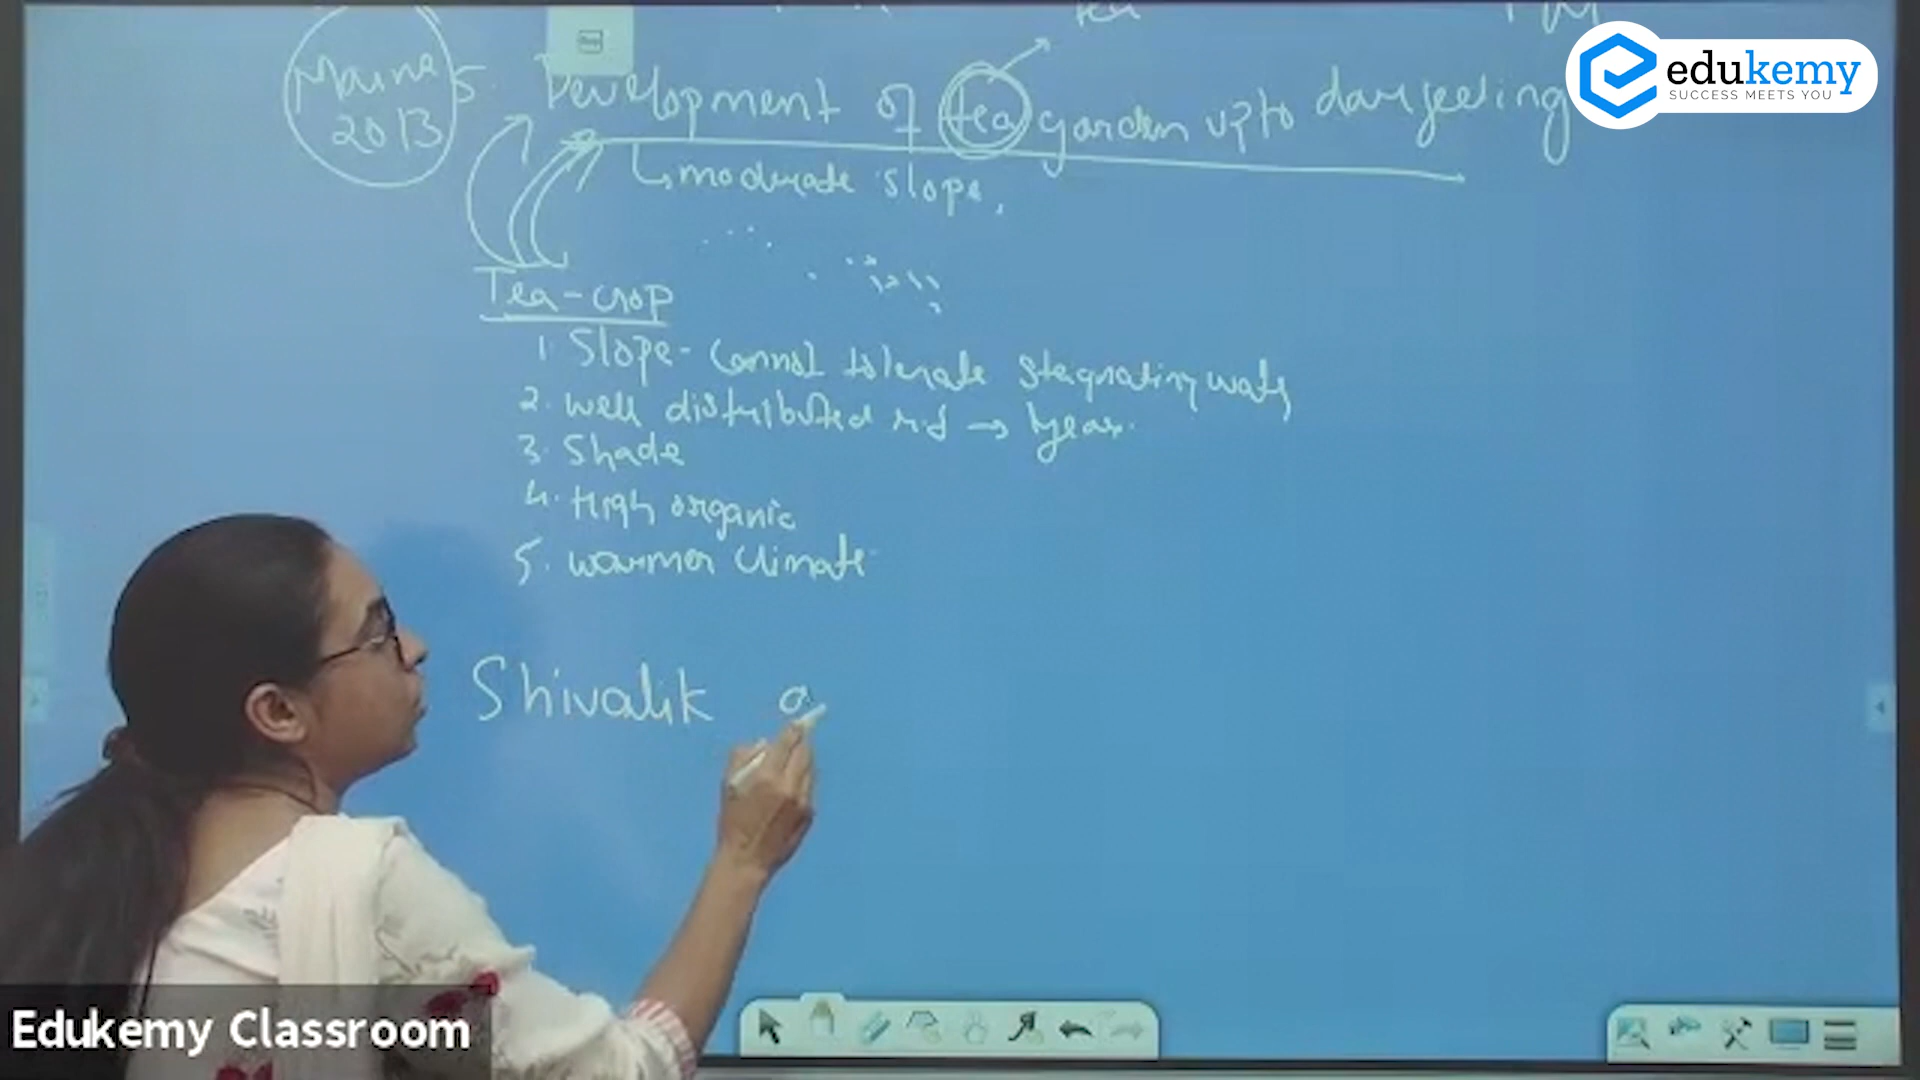 Tea
edukemy
SUCCESS MEETS YOU
Mains 2013
5. Development of tea garden upto darjeeling
moderate slope.
Tea-crop
1. Slope - Cannot tolerate stagnating water
2. well distributed r.f → year.
3. Shade
4. High organic
5. warmer climate
Shivalik
Edukemy Classroom